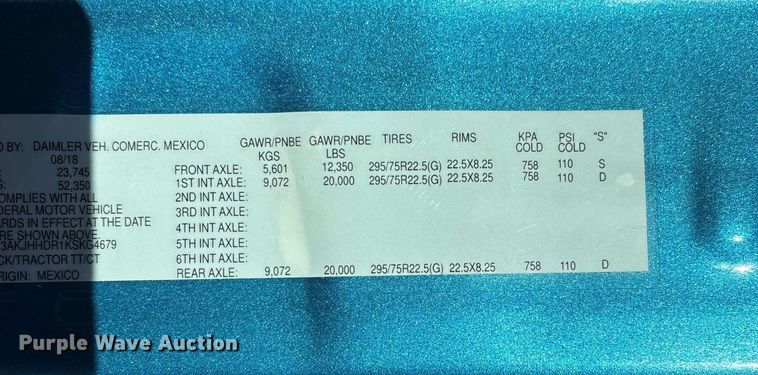 D BY: DAIMLER VEH. COMERC. MEXICO GAWR/PNBE GAWR/PNBE TIRES RIMS KPA PSI "S"
08/18 KGS LBS COLD COLD
: 23,745 FRONT AXLE: 5,601 12,350 295/75R22.5(G) 22.5X8.25 758 110 S
S: 52,350 1ST INT AXLE: 9,072 20,000 295/75R22.5(G) 22.5X8.25 758 110 D
OMPLIES WITH ALL 2ND INT AXLE:
DERAL MOTOR VEHICLE 3RD INT AXLE:
ARDS IN EFFECT AT THE DATE 4TH INT AXLE:
RE SHOWN ABOVE.
3AKJHHDR1KSKG4679 5TH INT AXLE:
CK/TRACTOR TT/CT 6TH INT AXLE:
RIGIN: MEXICO REAR AXLE: 9,072 20,000 295/75R22.5(G) 22.5X8.25 758 110 D
Purple Wave Auction